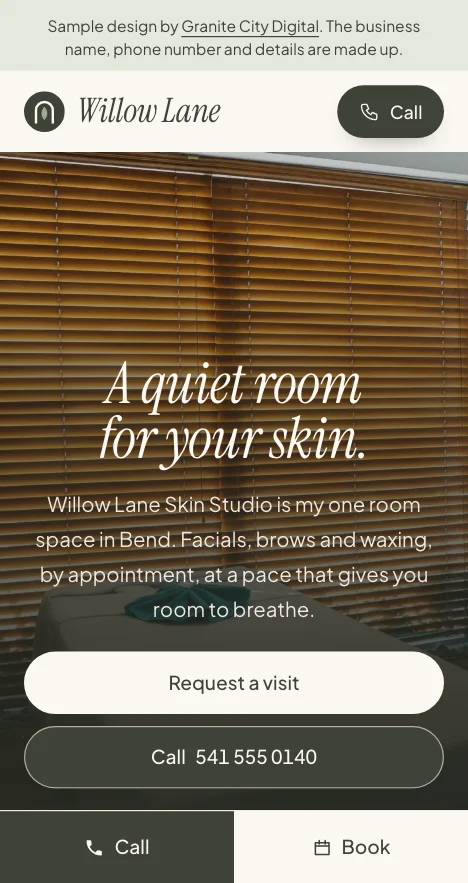 Sample design by Granite City Digital. The business
name, phone number and details are made up.
Willow Lane
Call
A quiet room
for your skin.
Willow Lane Skin Studio is my one room
space in Bend. Facials, brows and waxing,
by appointment, at a pace that gives you
room to breathe.
Request a visit
Call 541 555 0140
Call
Book